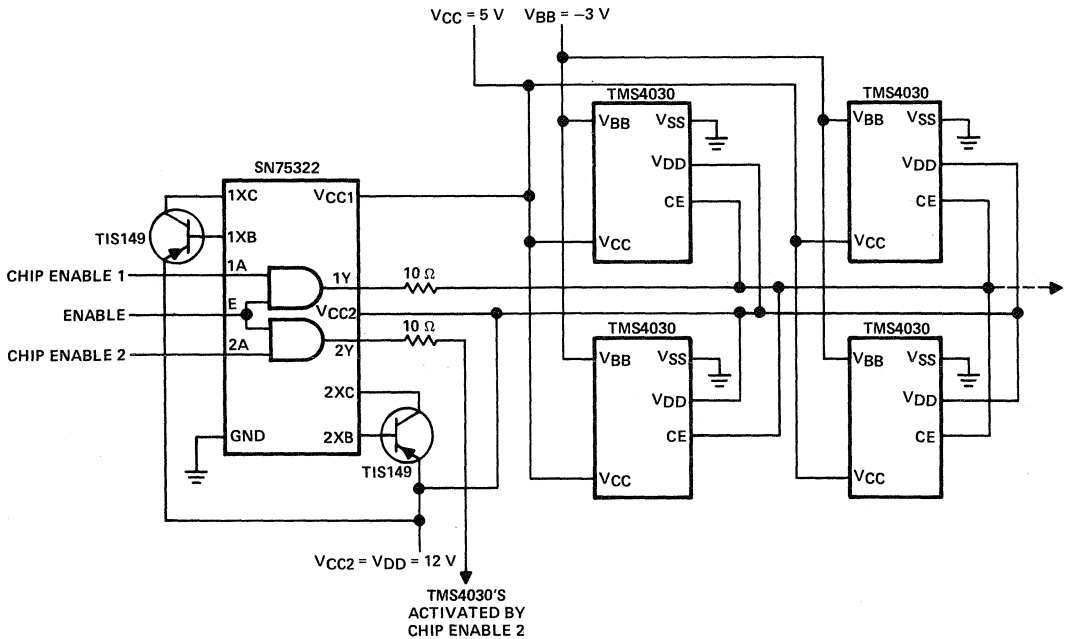 VCC = 5 V VBB = −3 V
TMS4030
VBB VSS
VDD
CE
VCC
TMS4030
VBB VSS
VDD
CE
VCC
SN75322
1XC VCC1
1XB
TIS149
CHIP ENABLE 1
1A
1Y
10 Ω
ENABLE
E
VCC2
CHIP ENABLE 2
2A
2Y
10 Ω
2XC
GND
2XB
TIS149
TMS4030
VBB VSS
VDD
CE
VCC
TMS4030
VBB VSS
VDD
CE
VCC
VCC2 = VDD = 12 V
TMS4030'S
ACTIVATED BY
CHIP ENABLE 2